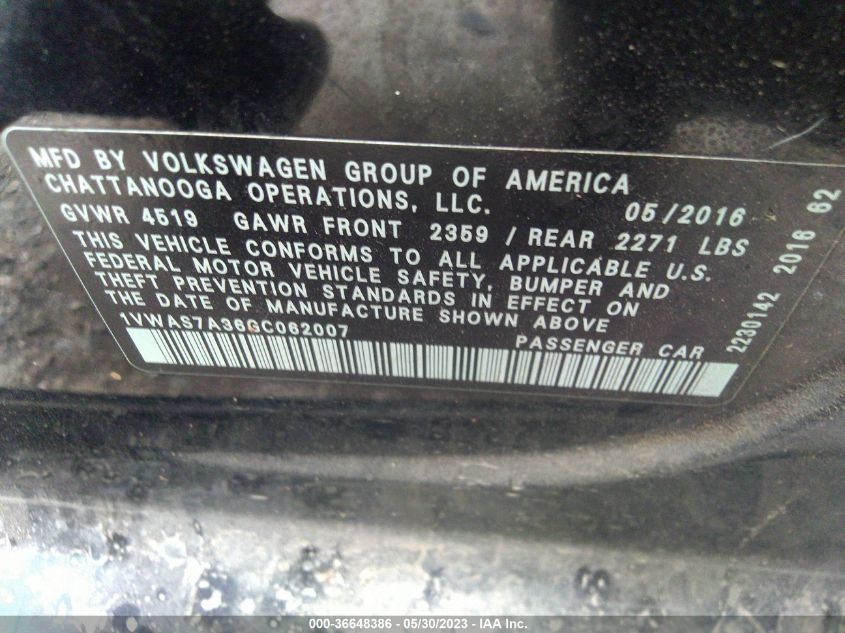 MFD BY VOLKSWAGEN GROUP OF AMERICA
CHATTANOOGA OPERATIONS, LLC. 05/2016
GVWR 4519 GAWR FRONT 2359 / REAR 2271 LBS
THIS VEHICLE CONFORMS TO ALL APPLICABLE U.S.
FEDERAL MOTOR VEHICLE SAFETY, BUMPER AND
THEFT PREVENTION STANDARDS IN EFFECT ON
THE DATE OF MANUFACTURE SHOWN ABOVE
1VWAS7A36GC062007 PASSENGER CAR
2230142 2016 62
000-36648386 - 05/30/2023 - IAA Inc.